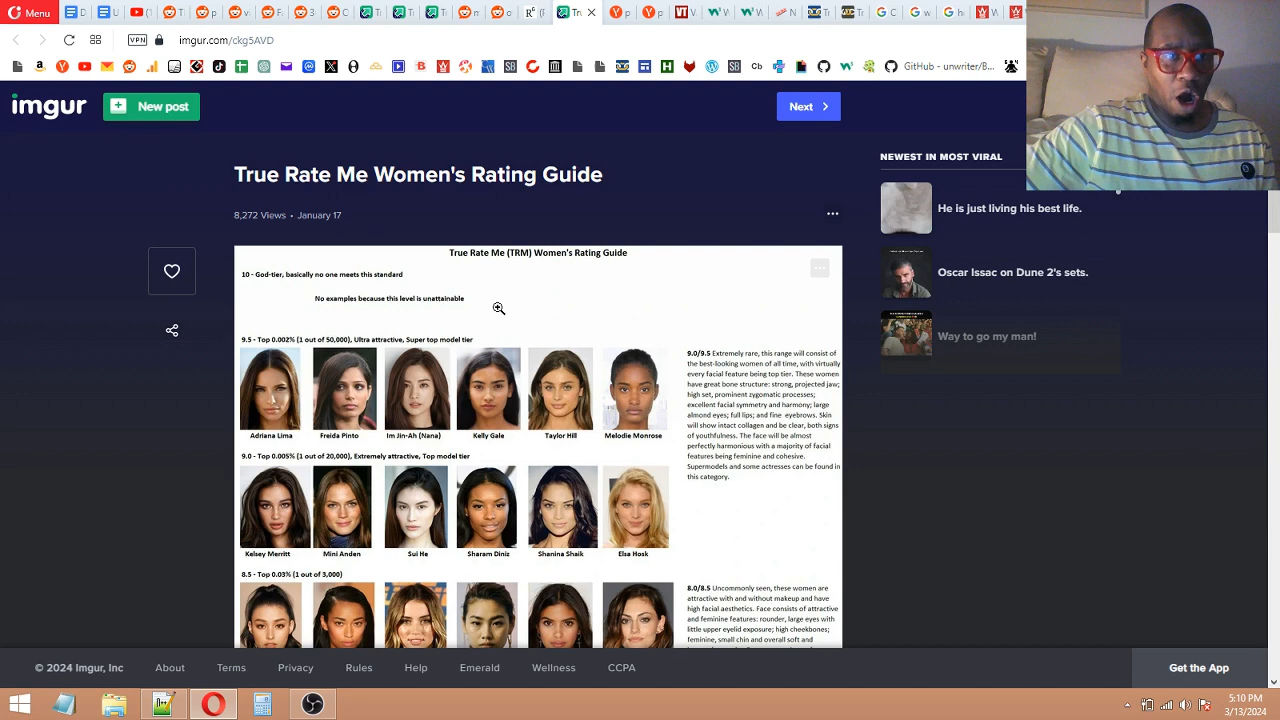 Menu
imgur.com/ckg5AVD
VPN
GitHub - unwriter/B...
imgur
New post
Next
True Rate Me Women's Rating Guide
8,272 Views • January 17
NEWEST IN MOST VIRAL
He is just living his best life.
Oscar Issac on Dune 2's sets.
Way to go my man!
True Rate Me (TRM) Women's Rating Guide
10 - God-tier, basically no one meets this standard
No examples because this level is unattainable
9.5 - Top 0.002% (1 out of 50,000), Ultra attractive, Super top model tier
Adriana Lima
Freida Pinto
Im Jin-Ah (Nana)
Kelly Gale
Taylor Hill
Melodie Monrose
9.0/9.5 Extremely rare, this range will consist of
the best-looking women of all time, with virtually
every facial feature being top tier. These women
have great bone structure: strong, projected jaw;
high set, prominent zygomatic processes;
excellent facial symmetry and harmony; large
almond eyes; full lips; and fine eyebrows. Skin
will show intact collagen and be clear, both signs
of youthfulness. The face will be almost
perfectly harmonious with a majority of facial
features being feminine and cohesive.
Supermodels and some actresses can be found in
this category.
9.0 - Top 0.005% (1 out of 20,000), Extremely attractive, Top model tier
Kelsey Merritt
Mini Anden
Sui He
Sharam Diniz
Shanina Shaik
Elsa Hosk
8.5 - Top 0.03% (1 out of 3,000)
8.0/8.5 Uncommonly seen, these women are
attractive with and without makeup and have
high facial aesthetics. Face consists of attractive
and feminine features: rounder, large eyes with
little upper eyelid exposure; high cheekbones;
feminine, small chin and overall soft and
© 2024 Imgur, Inc
About
Terms
Privacy
Rules
Help
Emerald
Wellness
CCPA
Get the App
5:10 PM
3/13/2024